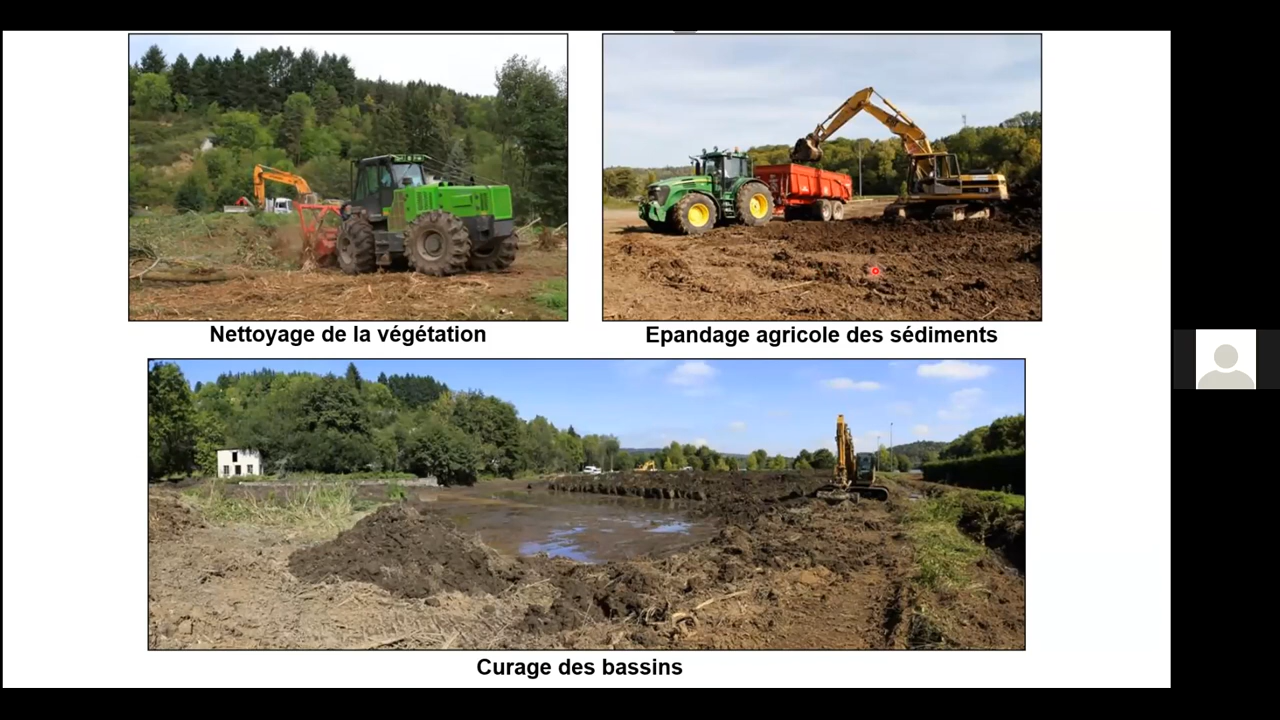 Nettoyage de la végétation
Epandage agricole des sédiments
Curage des bassins